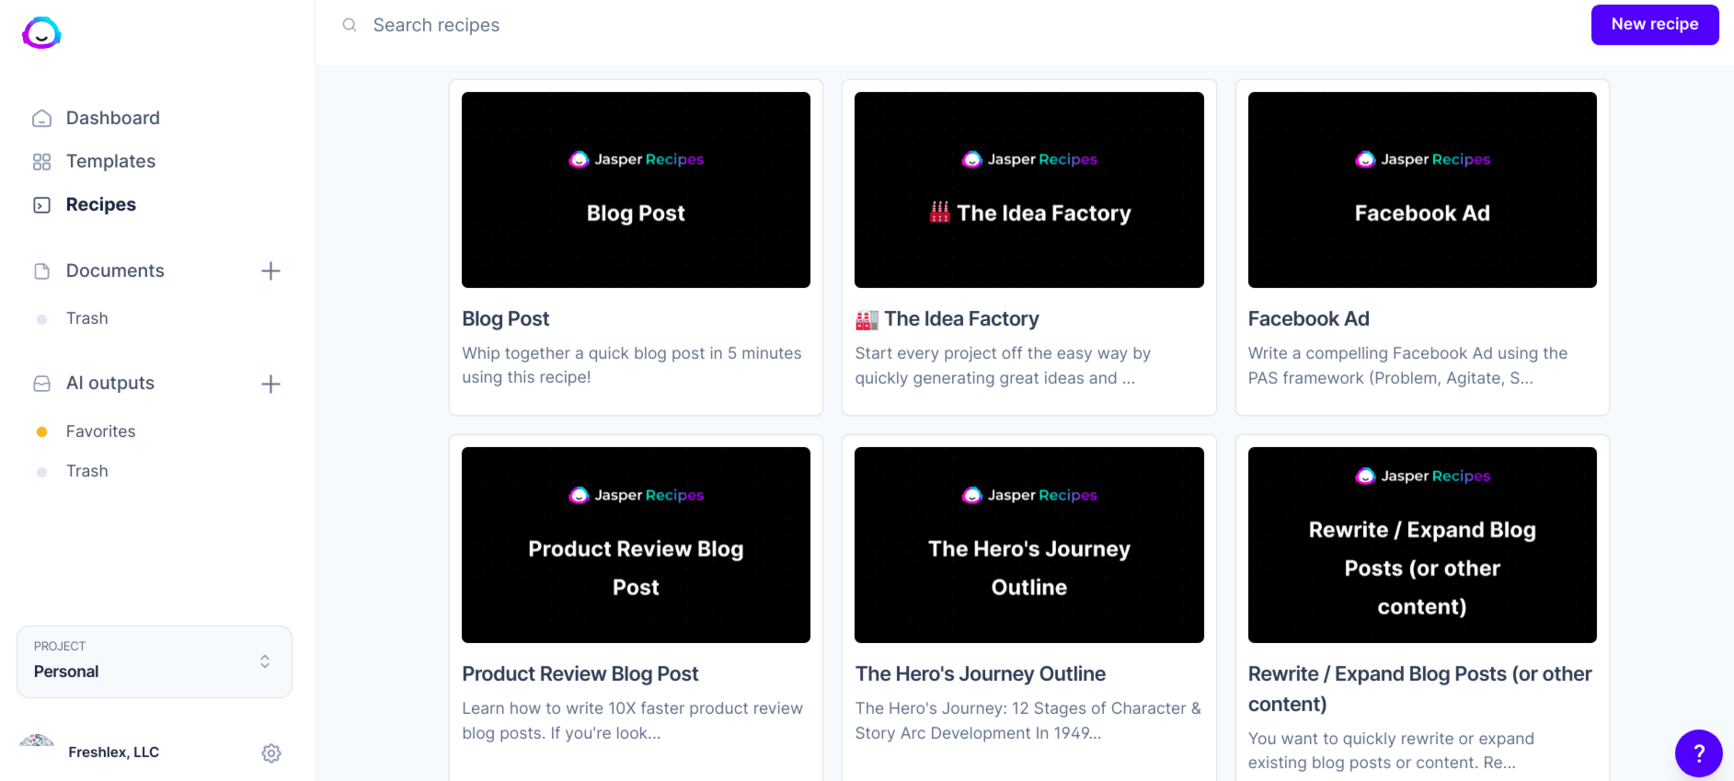 Search recipes
New recipe
Dashboard
Templates
Recipes
Documents
Trash
AI outputs
Favorites
Trash
PROJECT
Personal
Freshlex, LLC
Jasper Recipes
Blog Post
Blog Post
Whip together a quick blog post in 5 minutes
using this recipe!
Jasper Recipes
The Idea Factory
The Idea Factory
Start every project off the easy way by
quickly generating great ideas and ...
Jasper Recipes
Facebook Ad
Facebook Ad
Write a compelling Facebook Ad using the
PAS framework (Problem, Agitate, S...
Jasper Recipes
Product Review Blog
Post
Product Review Blog Post
Learn how to write 10X faster product review
blog posts. If you're look...
Jasper Recipes
The Hero's Journey
Outline
The Hero's Journey Outline
The Hero's Journey: 12 Stages of Character &
Story Arc Development In 1949...
Jasper Recipes
Rewrite / Expand Blog
Posts (or other
content)
Rewrite / Expand Blog Posts (or other
content)
You want to quickly rewrite or expand
existing blog posts or content. Re...
?